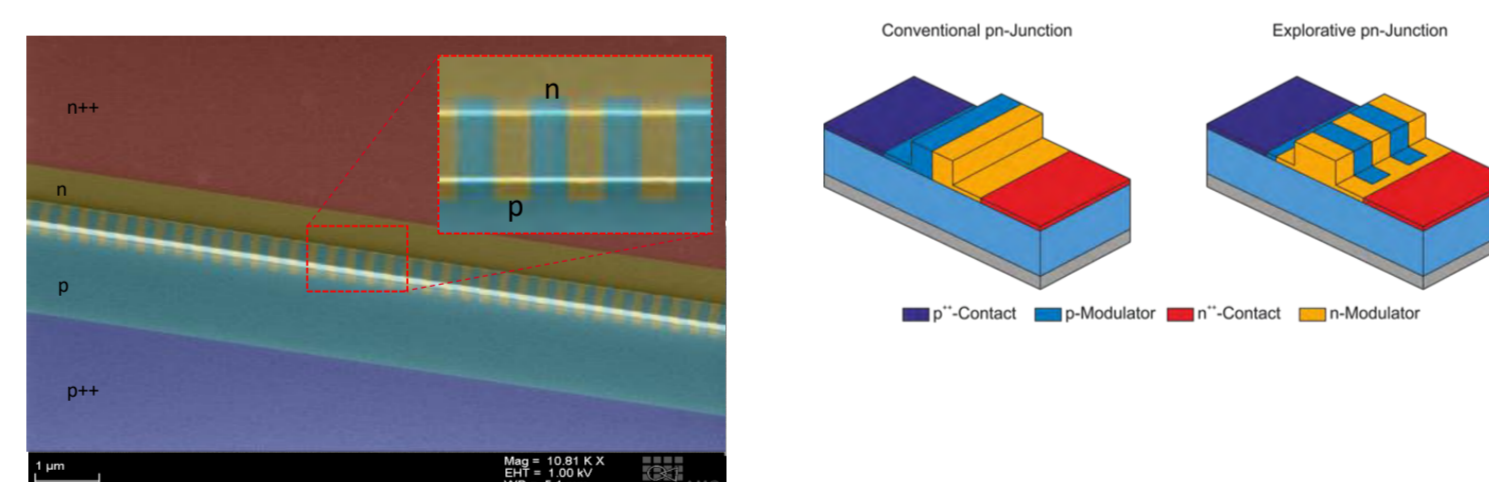 n++
n
p
p++
n
p
1 µm
Mag = 10.81 K X
EHT = 1.00 kV
Conventional pn-Junction
Explorative pn-Junction
p++-Contact p-Modulator n++-Contact n-Modulator